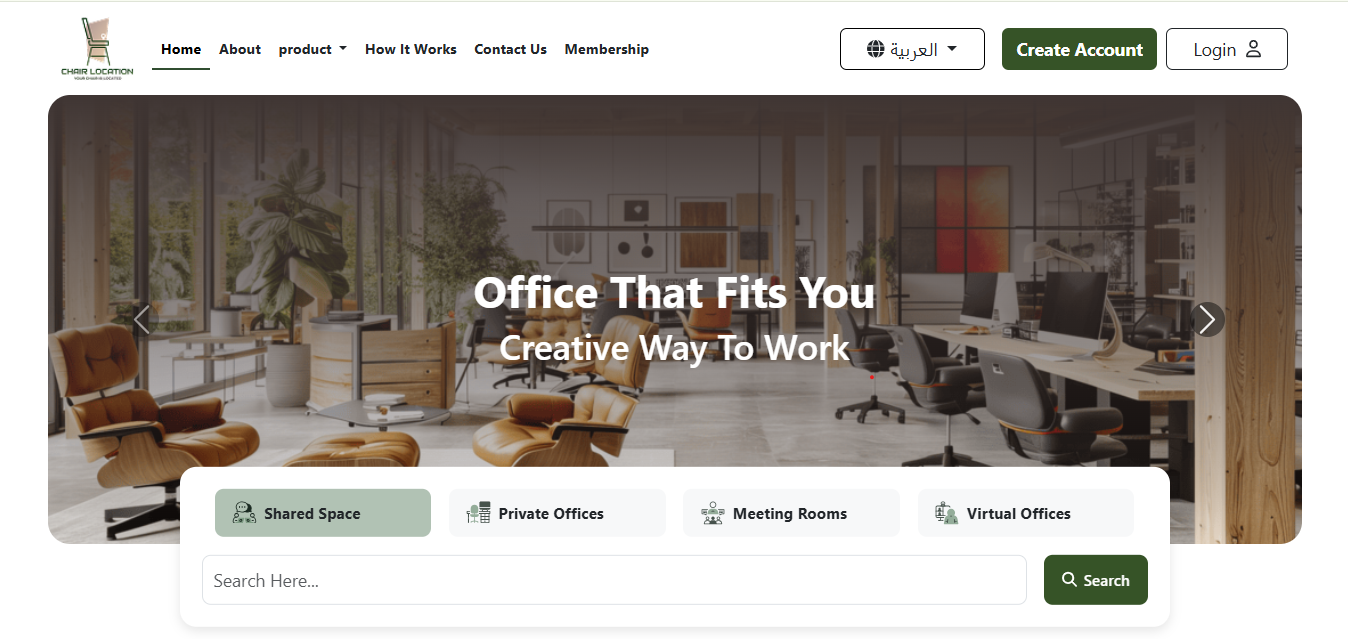 CHAIR LOCATION
YOUR CHAIR IS LOCATED
Home About product How It Works Contact Us Membership
العربية
Create Account
Login
Office That Fits You
Creative Way To Work
Shared Space Private Offices Meeting Rooms Virtual Offices
Search Here...
Search